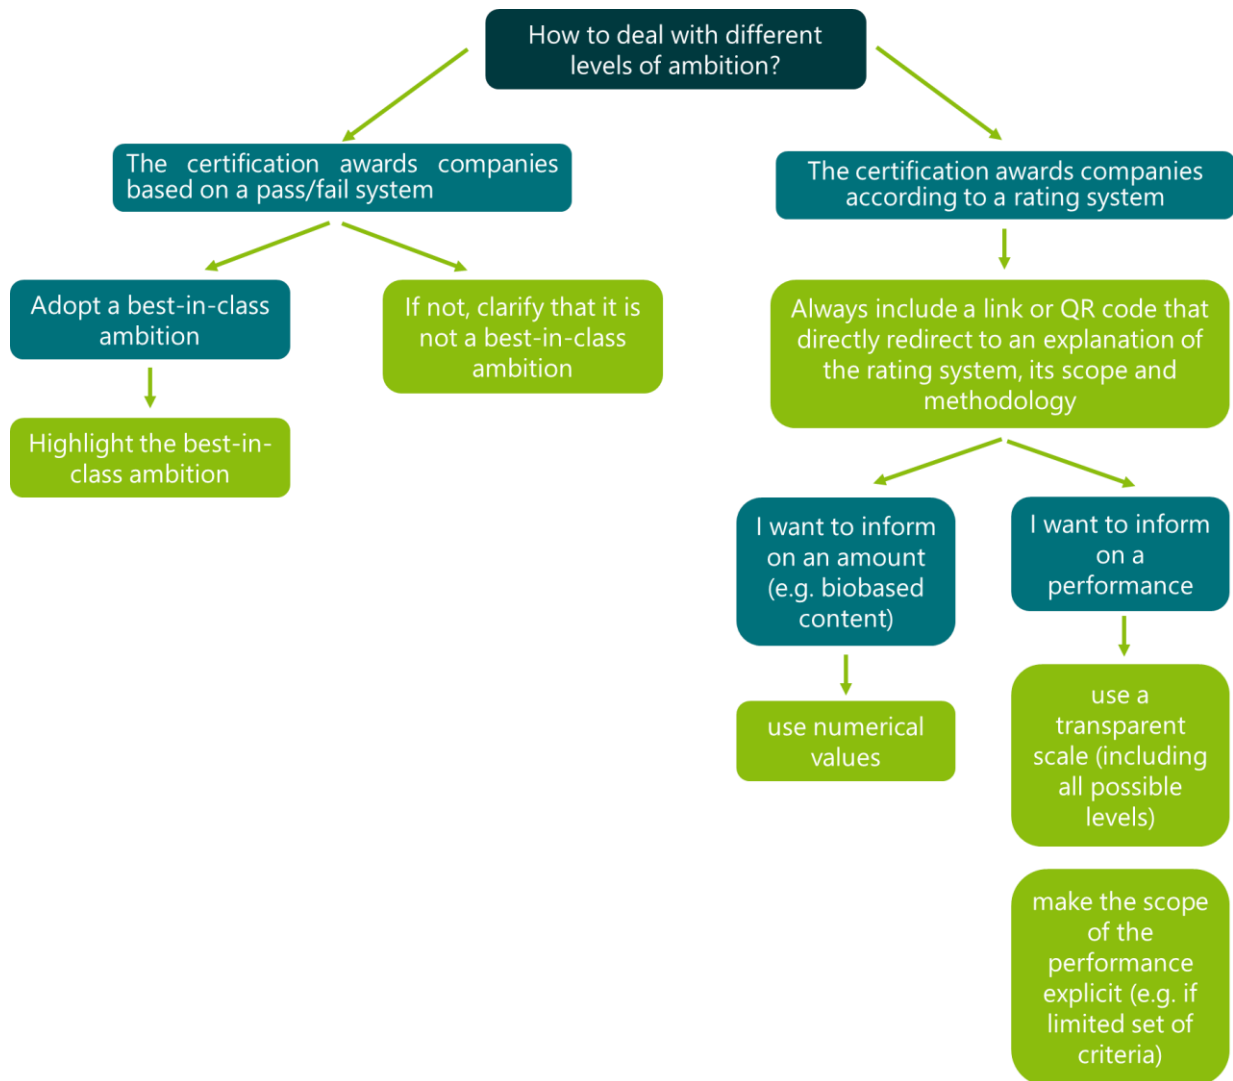 How to deal with different
levels of ambition?
The certification awards companies
based on a pass/fail system
The certification awards companies
according to a rating system
Adopt a best-in-class
ambition
If not, clarify that it is
not a best-in-class
ambition
Always include a link or QR code that
directly redirect to an explanation of
the rating system, its scope and
methodology
Highlight the best-in-
class ambition
I want to inform
on an amount
(e.g. biobased
content)
I want to inform
on a
performance
use numerical
values
use a
transparent
scale (including
all possible
levels)
make the scope
of the
performance
explicit (e.g. if
limited set of
criteria)